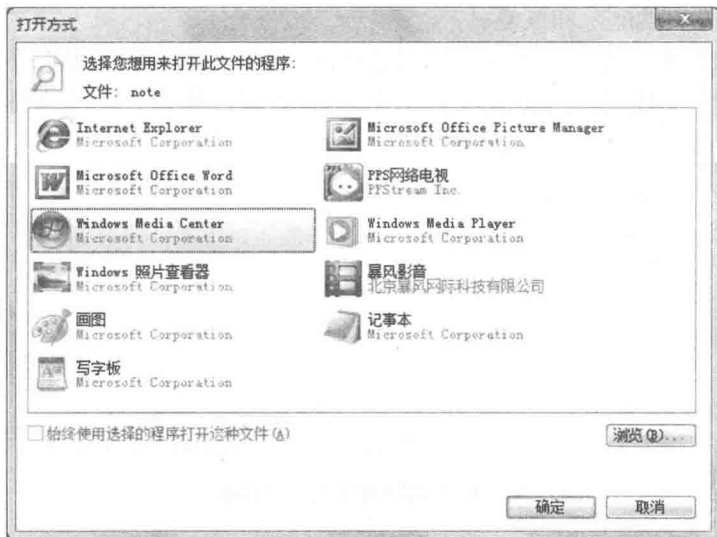 打开方式
选择您想用来打开此文件的程序:
文件: note
Internet Explorer
Microsoft Corporation
Microsoft Office Picture Manager
Microsoft Corporation
Microsoft Office Word
Microsoft Corporation
PPS网络电视
PPStream Inc.
Windows Media Center
Microsoft Corporation
Windows Media Player
Microsoft Corporation
Windows 照片查看器
Microsoft Corporation
暴风影音
北京暴风网际科技有限公司
画图
Microsoft Corporation
记事本
Microsoft Corporation
写字板
Microsoft Corporation
始终使用选择的程序打开这种文件(A)
浏览(B)...
确定
取消